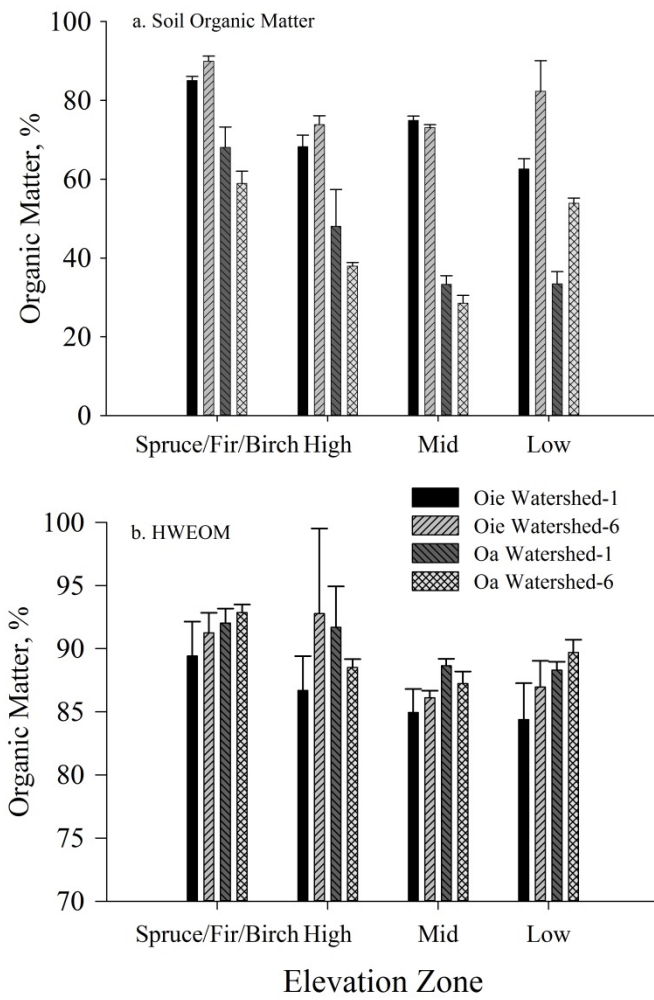 a. Soil Organic Matter
100
80
60
40
20
0
Organic Matter, %
Spruce/Fir/Birch High Mid Low
b. HWEOM
Oie Watershed-1
Oie Watershed-6
Oa Watershed-1
Oa Watershed-6
100
95
90
85
80
75
70
Organic Matter, %
Spruce/Fir/Birch High Mid Low
Elevation Zone